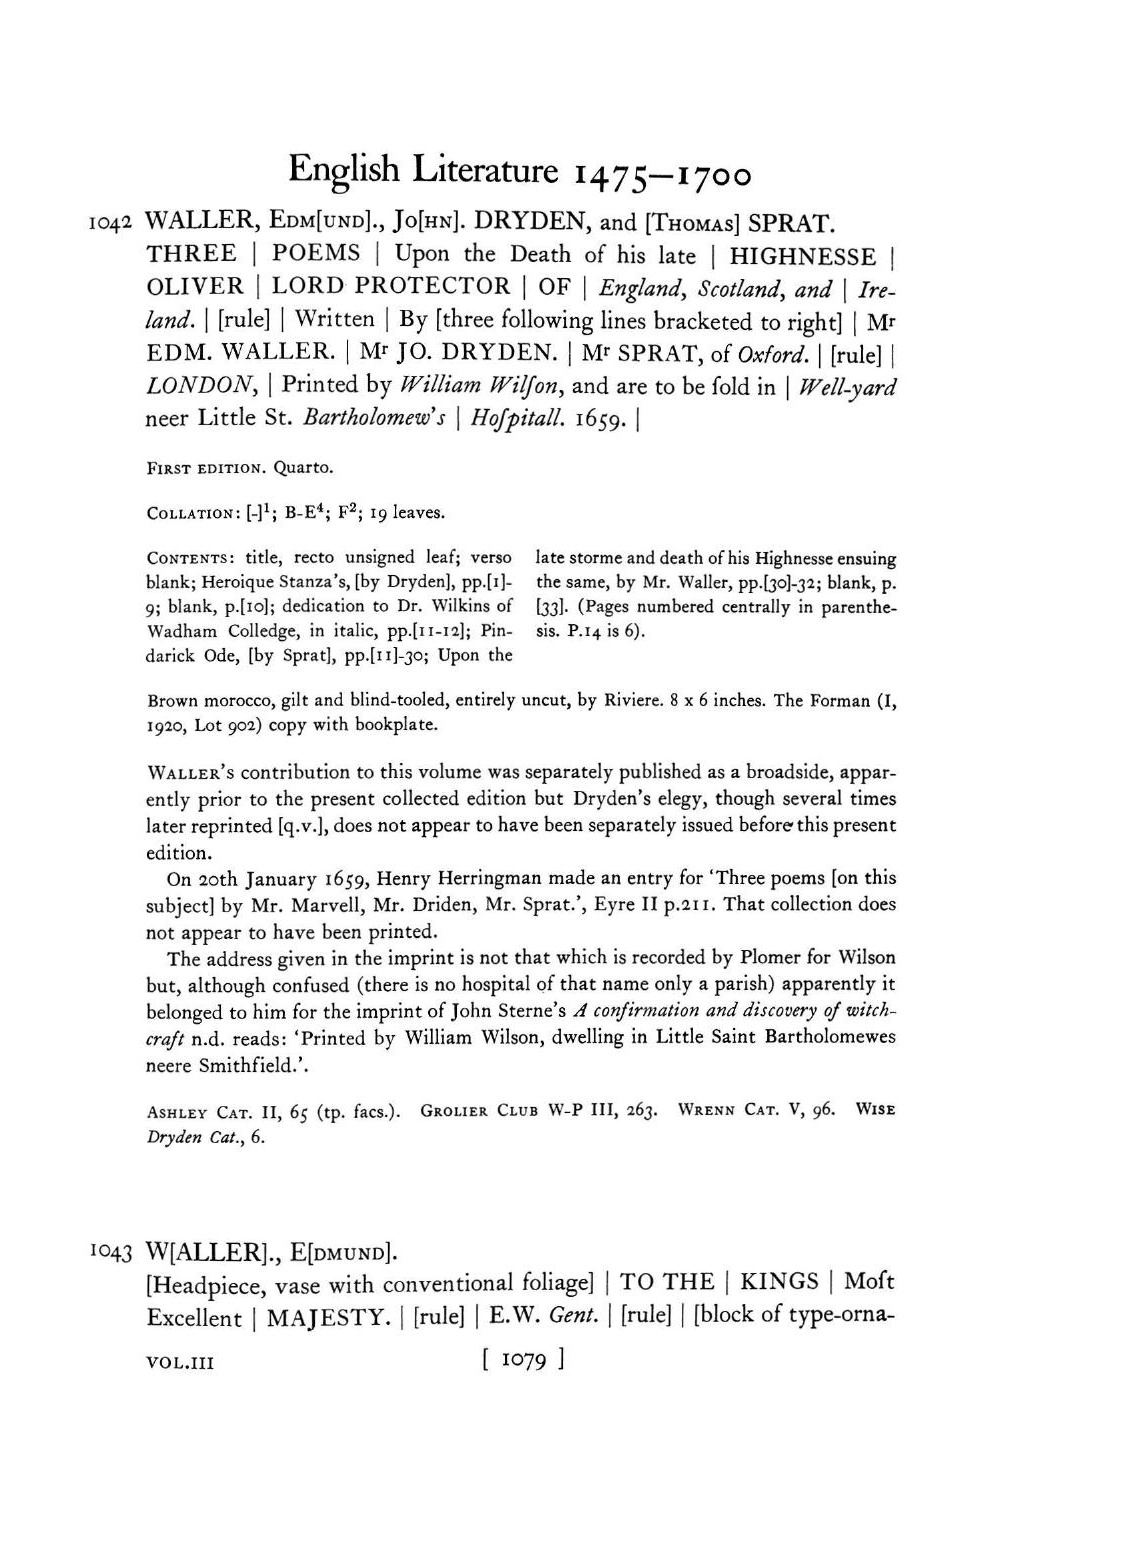 English Literature 1475–1700
1042 WALLER, EDM[UND]., JO[HN]. DRYDEN, and [THOMAS] SPRAT.
THREE | POEMS | Upon the Death of his late | HIGHNESSE |
OLIVER | LORD PROTECTOR | OF | England, Scotland, and | Ire-
land. | [rule] | Written | By [three following lines bracketed to right] | Mr
EDM. WALLER. | Mr JO. DRYDEN. | Mr SPRAT, of Oxford. | [rule] |
LONDON, | Printed by William Wilſon, and are to be ſold in | Well-yard
neer Little St. Bartholomew's | Hoſpitall. 1659. |
FIRST EDITION. Quarto.
COLLATION: [-]¹; B-E⁴; F²; 19 leaves.
CONTENTS: title, recto unsigned leaf; verso
blank; Heroique Stanza's, [by Dryden], pp.[1]-
9; blank, p.[10]; dedication to Dr. Wilkins of
Wadham Colledge, in italic, pp.[11-12]; Pin-
darick Ode, [by Sprat], pp.[11]-30; Upon the
late storme and death of his Highnesse ensuing
the same, by Mr. Waller, pp.[30]-32; blank, p.
[33]. (Pages numbered centrally in parenthe-
sis. P.14 is 6).
Brown morocco, gilt and blind-tooled, entirely uncut, by Riviere. 8 x 6 inches. The Forman (I,
1920, Lot 902) copy with bookplate.
WALLER's contribution to this volume was separately published as a broadside, appar-
ently prior to the present collected edition but Dryden's elegy, though several times
later reprinted [q.v.], does not appear to have been separately issued before this present
edition.
On 20th January 1659, Henry Herringman made an entry for 'Three poems [on this
subject] by Mr. Marvell, Mr. Driden, Mr. Sprat.', Eyre II p.211. That collection does
not appear to have been printed.
The address given in the imprint is not that which is recorded by Plomer for Wilson
but, although confused (there is no hospital of that name only a parish) apparently it
belonged to him for the imprint of John Sterne's A confirmation and discovery of witch-
craft n.d. reads: 'Printed by William Wilson, dwelling in Little Saint Bartholomewes
neere Smithfield.'.
ASHLEY CAT. II, 65 (tp. facs.). GROLIER CLUB W-P III, 263. WRENN CAT. V, 96. WISE
Dryden Cat., 6.
1043 W[ALLER]., E[DMUND].
[Headpiece, vase with conventional foliage] | TO THE | KINGS | Moſt
Excellent | MAJESTY. | [rule] | E.W. Gent. | [rule] | [block of type-orna-
VOL.III [ 1079 ]